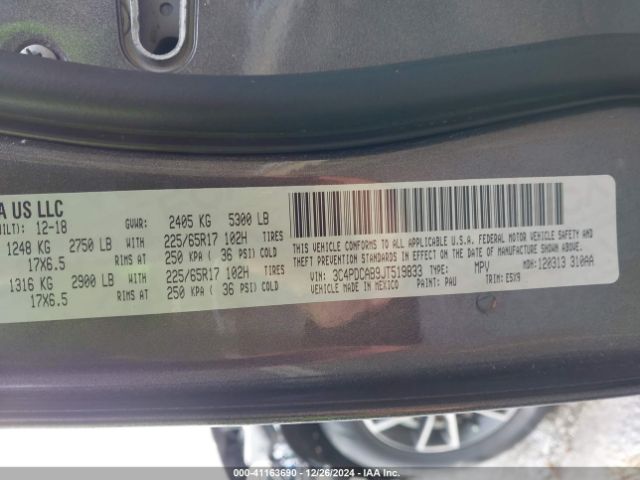 A US LLC
UILT): 12-18 GVWR: 2405 KG 5300 LB
1248 KG 2750 LB WITH 225/65R17 102H TIRES
17X6.5 RIMS AT 250 KPA ( 36 PSI) COLD
1316 KG 2900 LB WITH 225/65R17 102H TIRES
17X6.5 RIMS AT 250 KPA ( 36 PSI) COLD
THIS VEHICLE CONFORMS TO ALL APPLICABLE U.S.A. FEDERAL MOTOR VEHICLE SAFETY AND
THEFT PREVENTION STANDARDS IN EFFECT ON THE DATE OF MANUFACTURE SHOWN ABOVE.
VIN: 3C4PDCAB9JT519833 TYPE: MPV MDH: 120313 310AA
VEHICLE MADE IN MEXICO PAINT: PAU TRIM: E5X9
000-41163690 - 12/26/2024 - IAA Inc.